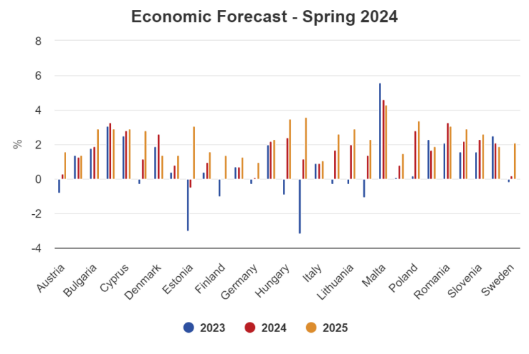 Economic Forecast - Spring 2024
%
8
6
4
2
0
-2
-4
Austria
Bulgaria
Cyprus
Denmark
Estonia
Finland
Germany
Hungary
Italy
Lithuania
Malta
Poland
Romania
Slovenia
Sweden
2023
2024
2025